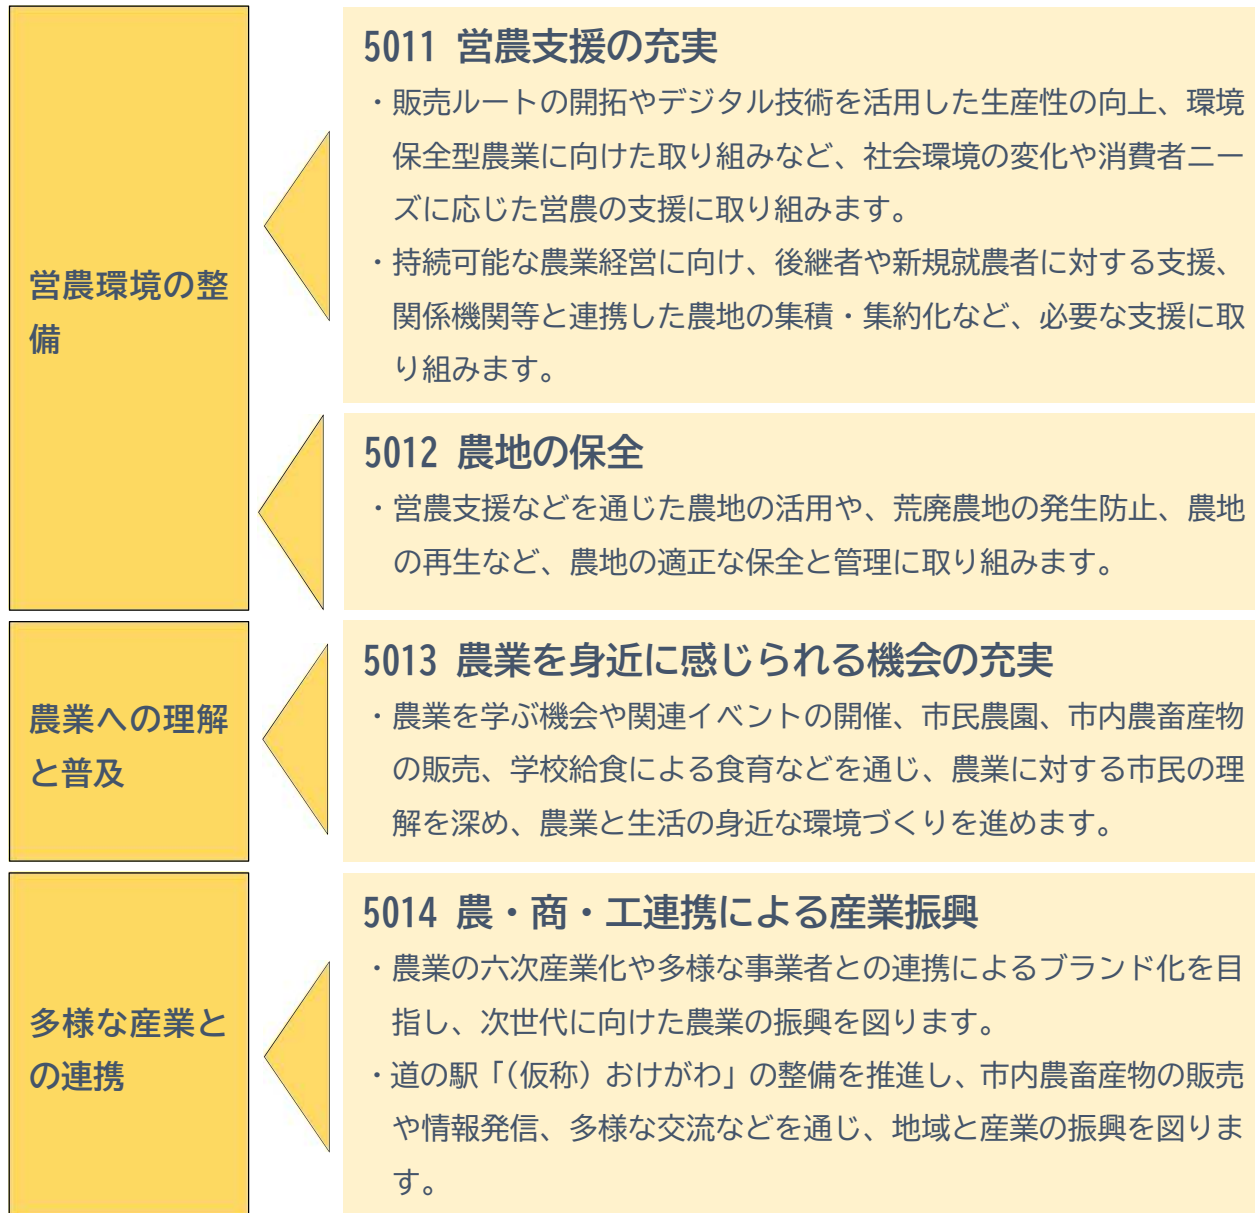 営農環境の整
備
5011 営農支援の充実
・販売ルートの開拓やデジタル技術を活用した生産性の向上、環境
保全型農業に向けた取り組みなど、社会環境の変化や消費者ニー
ズに応じた営農の支援に取り組みます。
・持続可能な農業経営に向け、後継者や新規就農者に対する支援、
関係機関等と連携した農地の集積・集約化など、必要な支援に取
り組みます。
5012 農地の保全
・営農支援などを通じた農地の活用や、荒廃農地の発生防止、農地
の再生など、農地の適正な保全と管理に取り組みます。
農業への理解
と普及
5013 農業を身近に感じられる機会の充実
・農業を学ぶ機会や関連イベントの開催、市民農園、市内農畜産物
の販売、学校給食による食育などを通じ、農業に対する市民の理
解を深め、農業と生活の身近な環境づくりを進めます。
多様な産業と
の連携
5014 農・商・工連携による産業振興
・農業の六次産業化や多様な事業者との連携によるブランド化を目
指し、次世代に向けた農業の振興を図ります。
・道の駅「(仮称) おけがわ」の整備を推進し、市内農畜産物の販売
や情報発信、多様な交流などを通じ、地域と産業の振興を図りま
す。